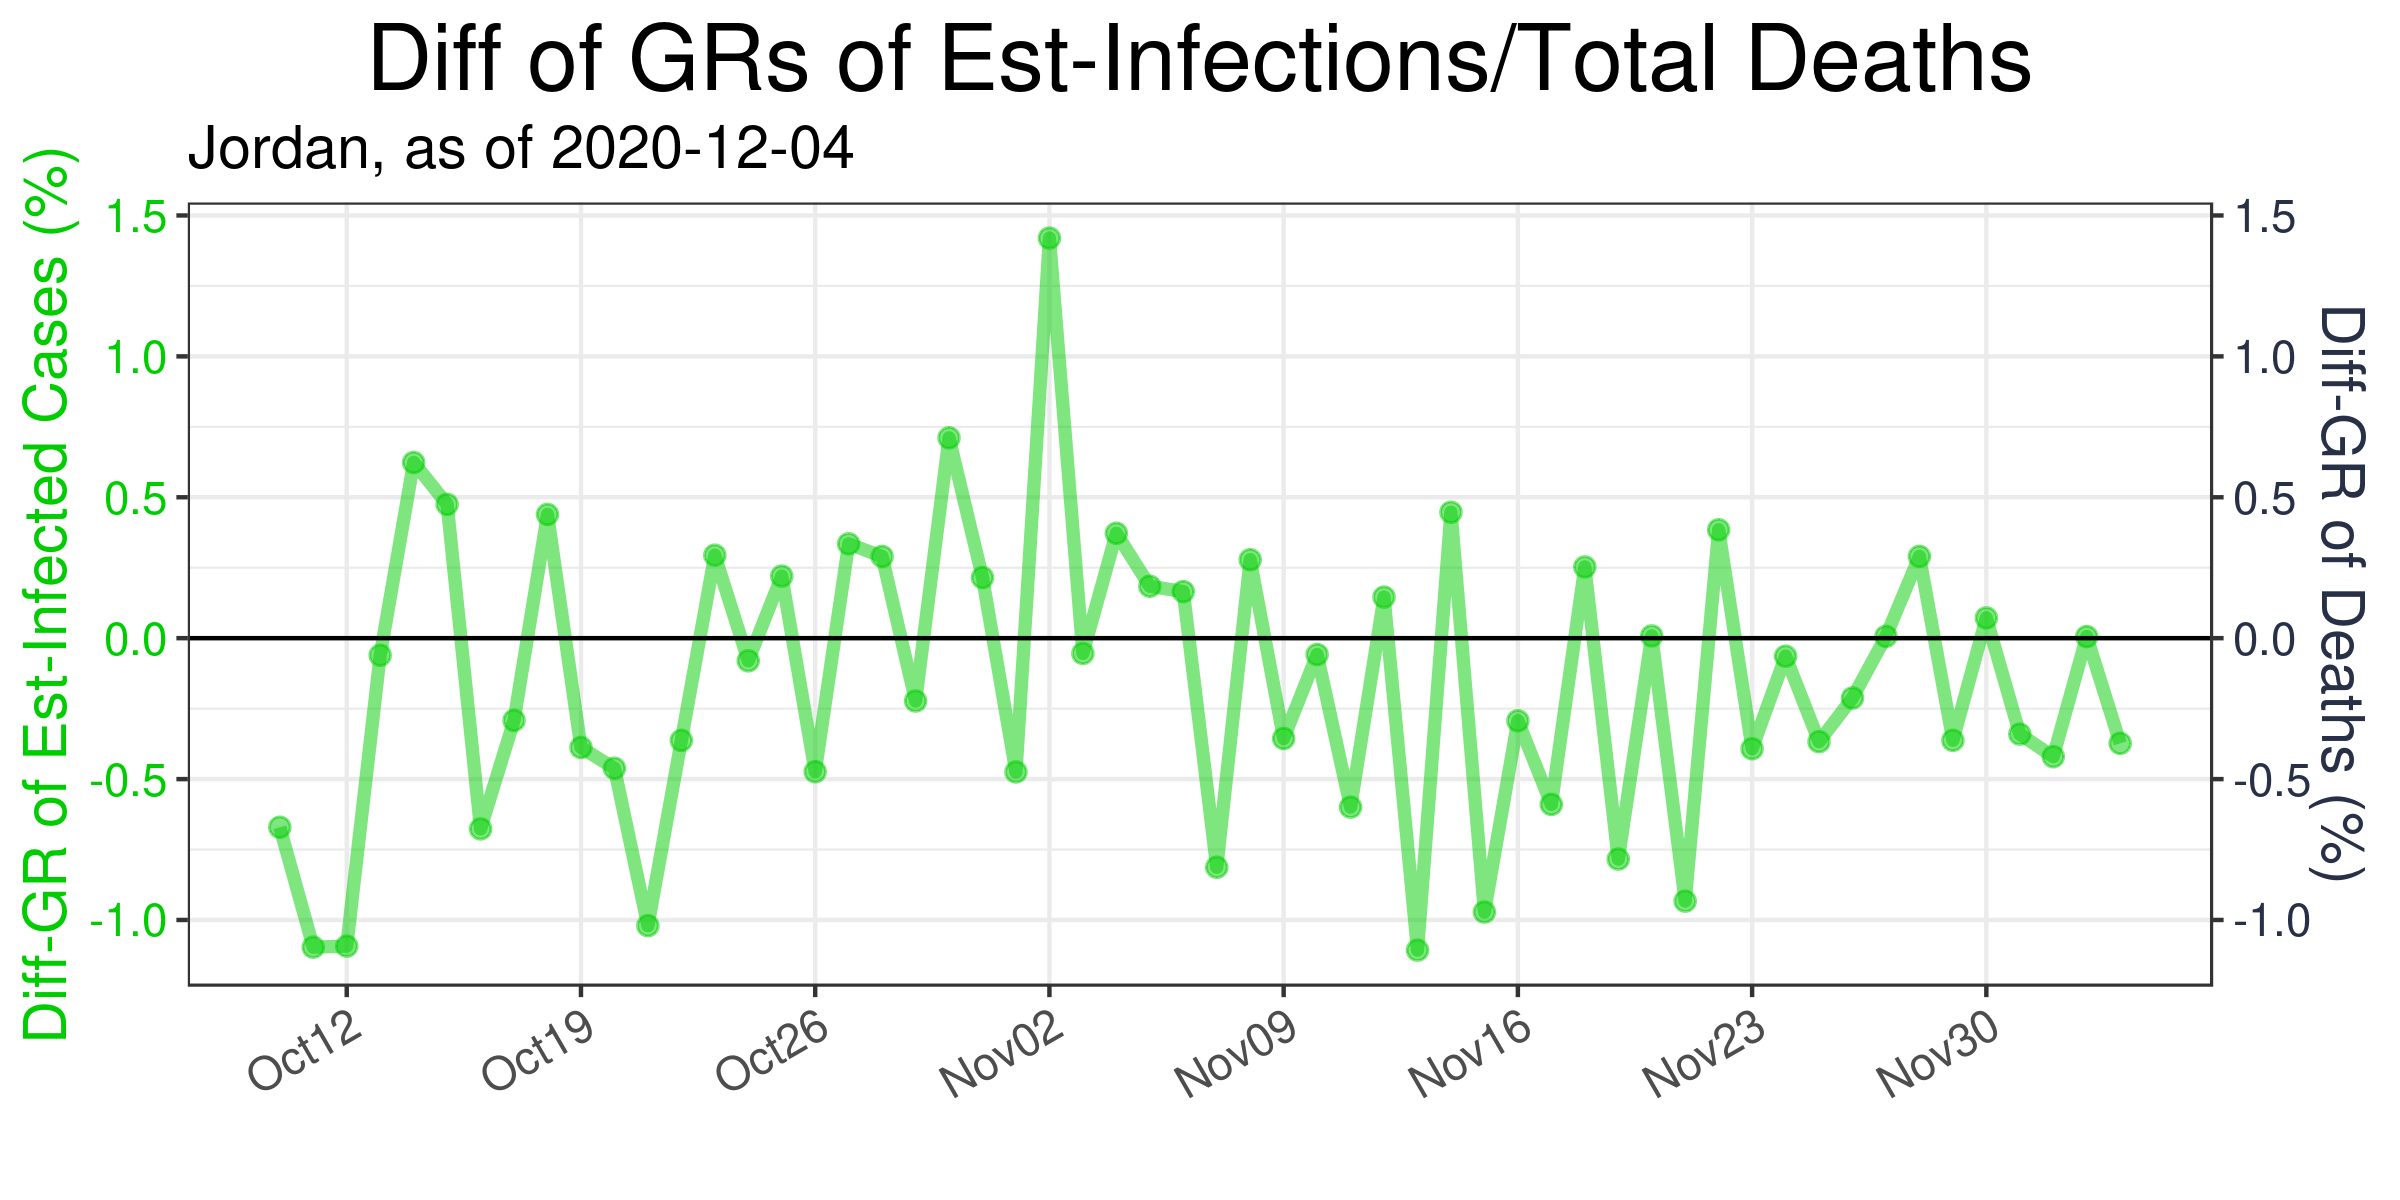 Diff of GRs of Est-Infections/Total Deaths
Jordan, as of 2020-12-04
Diff-GR of Est-Infected Cases (%)
1.5
1.0
0.5
0.0
-0.5
-1.0
1.5
1.0
0.5
0.0
-0.5
-1.0
Diff-GR of Deaths (%)
Oct12 Oct19 Oct26 Nov02 Nov09 Nov16 Nov23 Nov30